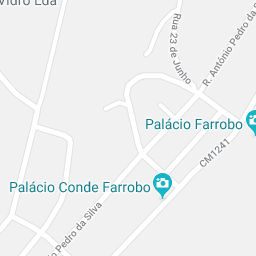 Vidro Lda
Rua 23 de Junho
R. António Pedro da S
Palácio Farrobo
CM1241
Palácio Conde Farrobo
o Pedro da Silva